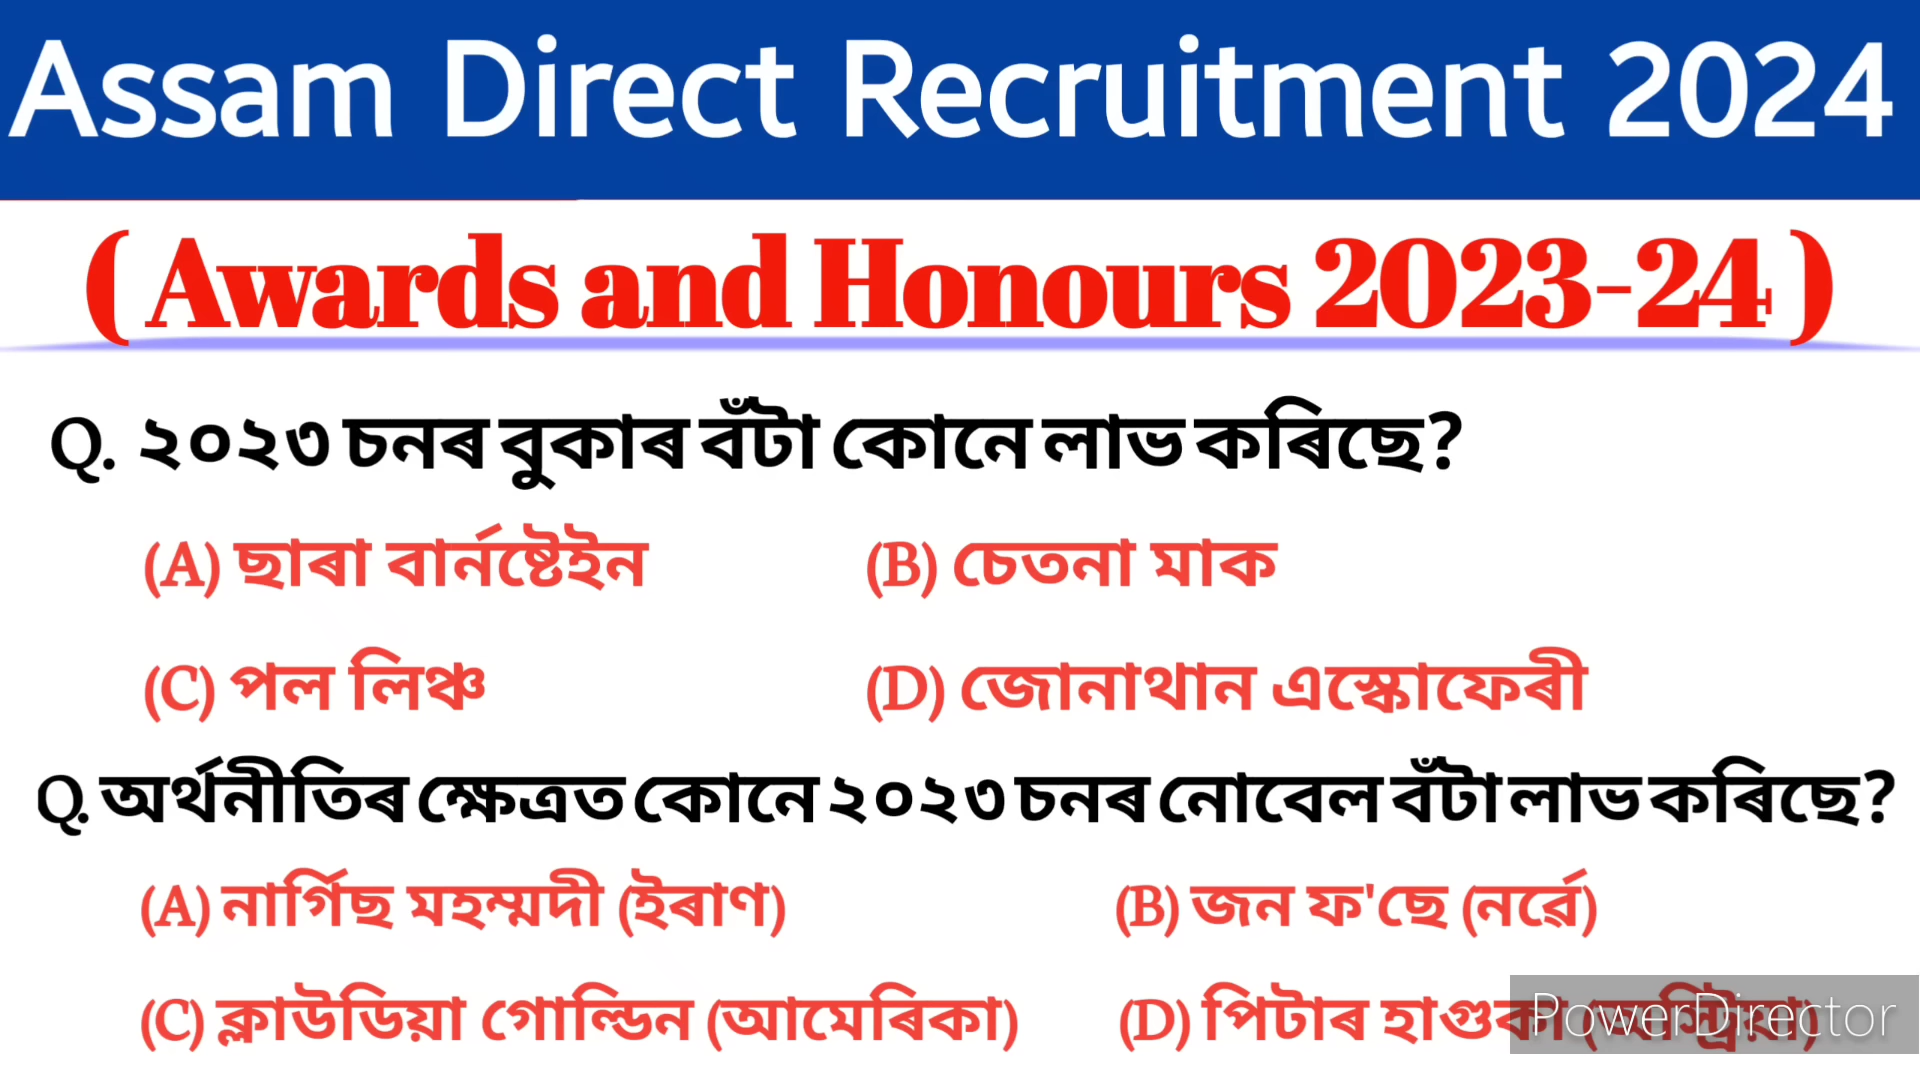 Assam Direct Recruitment 2024
( Awards and Honours 2023-24 )
Q. ২০২৩ চনৰ বুকাৰ বঁটা কোনে লাভ কৰিছে?
(A) ছাৰা বাৰ্নষ্টেইন (B) চেতনা মাক
(C) পল লিঞ্চ (D) জোনাথান এস্কোফেৰী
Q. অৰ্থনীতিৰ ক্ষেত্ৰত কোনে ২০২৩ চনৰ নোবেল বঁটা লাভ কৰিছে?
(A) নাৰ্গিছ মহম্মদী (ইৰাণ) (B) জন ফ'ছে (নৰ্ৱে)
(C) ক্লাউডিয়া গোল্ডিন (আমেৰিকা) (D) পিটাৰ হাণ্ডকা
PowerDirector